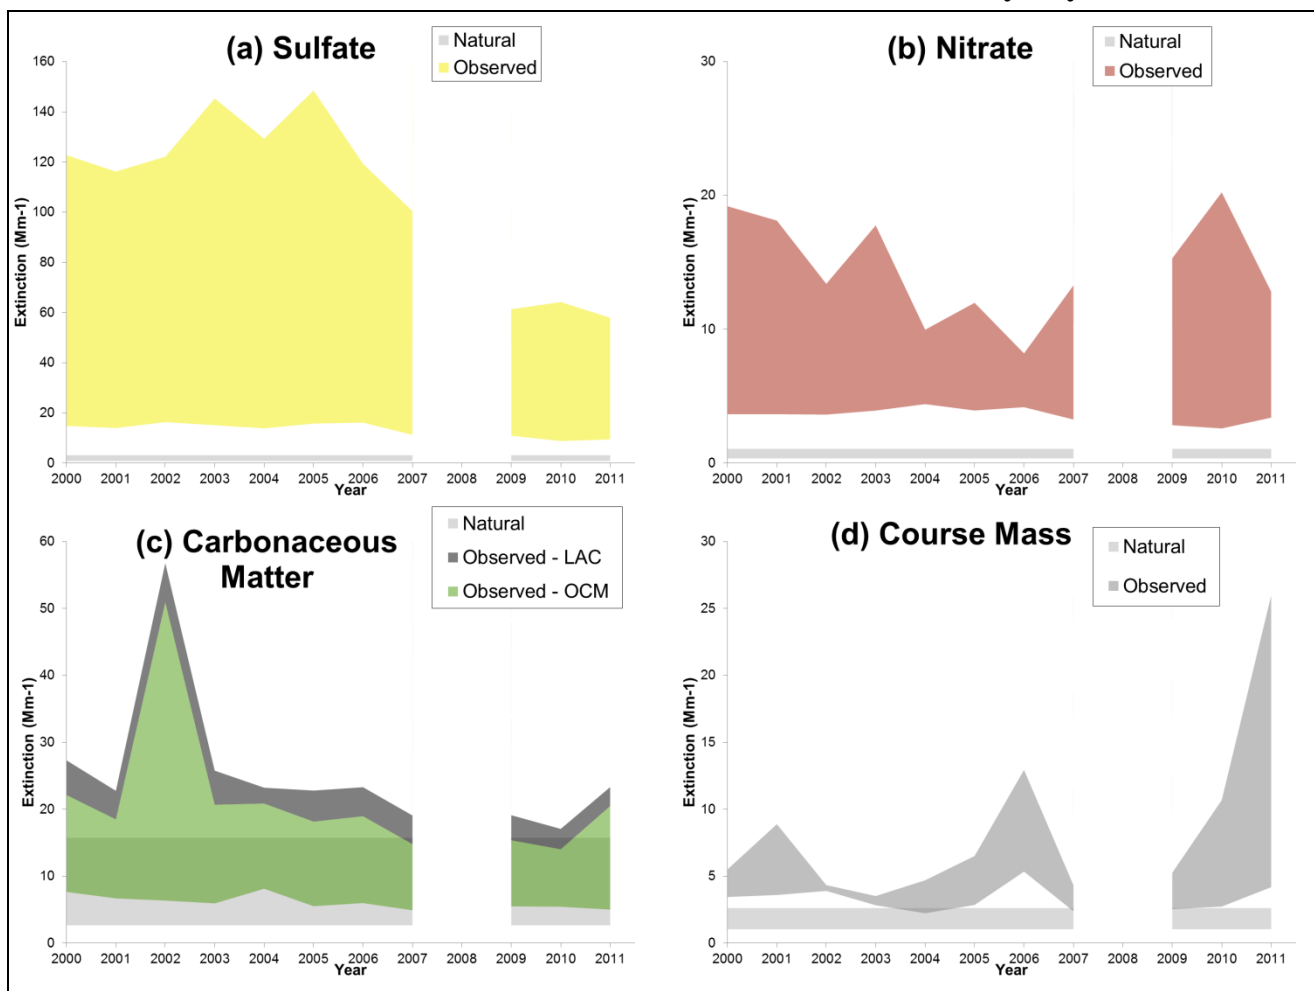 (a) Sulfate
Natural
Observed
160
140
120
100
80
60
40
20
0
Extinction (Mm-1)
2000 2001 2002 2003 2004 2005 2006 2007 2008 2009 2010 2011
Year
(b) Nitrate
Natural
Observed
30
20
10
0
Extinction (Mm-1)
2000 2001 2002 2003 2004 2005 2006 2007 2008 2009 2010 2011
Year
(c) Carbonaceous
Matter
Natural
Observed - LAC
Observed - OCM
60
50
40
30
20
10
0
Extinction (Mm-1)
2000 2001 2002 2003 2004 2005 2006 2007 2008 2009 2010 2011
Year
(d) Course Mass
Natural
Observed
30
25
20
15
10
5
0
Extinction (Mm-1)
2000 2001 2002 2003 2004 2005 2006 2007 2008 2009 2010 2011
Year